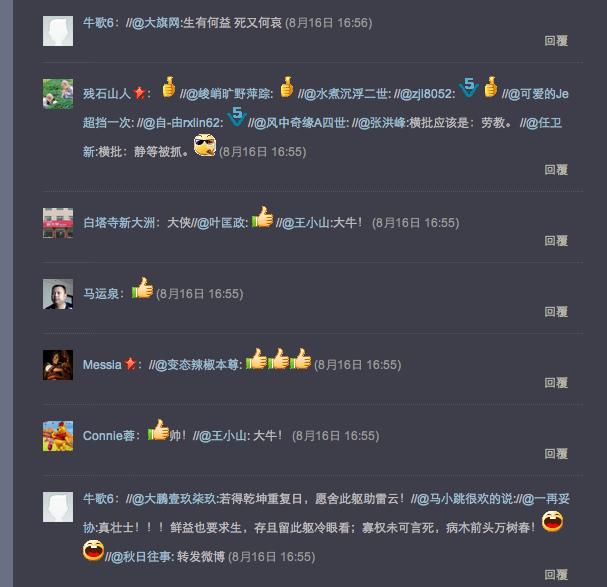 牛歌6：//@大旗网:生有何益 死又何哀 (8月16日 16:56)
回覆
残石山人： //@峻峭旷野萍踪: //@水煮沉浮二世: //@zjl8052: //@可爱的Je
超挡一次: //@自-由rxlin62: //@风中奇缘A四世: //@张洪峰:横批应该是：劳教。 //@任卫
新:横批：静等被抓。 (8月16日 16:55)
回覆
白塔寺新大洲：大侠//@叶匡政: //@王小山:大牛！ (8月16日 16:55)
回覆
马运泉： (8月16日 16:55)
回覆
Messia ： //@变态辣椒本尊: (8月16日 16:55)
回覆
Connie蓉： 帅！//@王小山: 大牛！ (8月16日 16:55)
回覆
牛歌6：//@大鹏壹玖柒玖:若得乾坤重复日，愿舍此躯助雷云！//@马小跳很欢的说://@一再妥
协:真壮士！！！鲜益也要求生，存且留此躯冷眼看；寡权未可言死，病木前头万树春！
//@秋日往事: 转发微博 (8月16日 16:55)
回覆